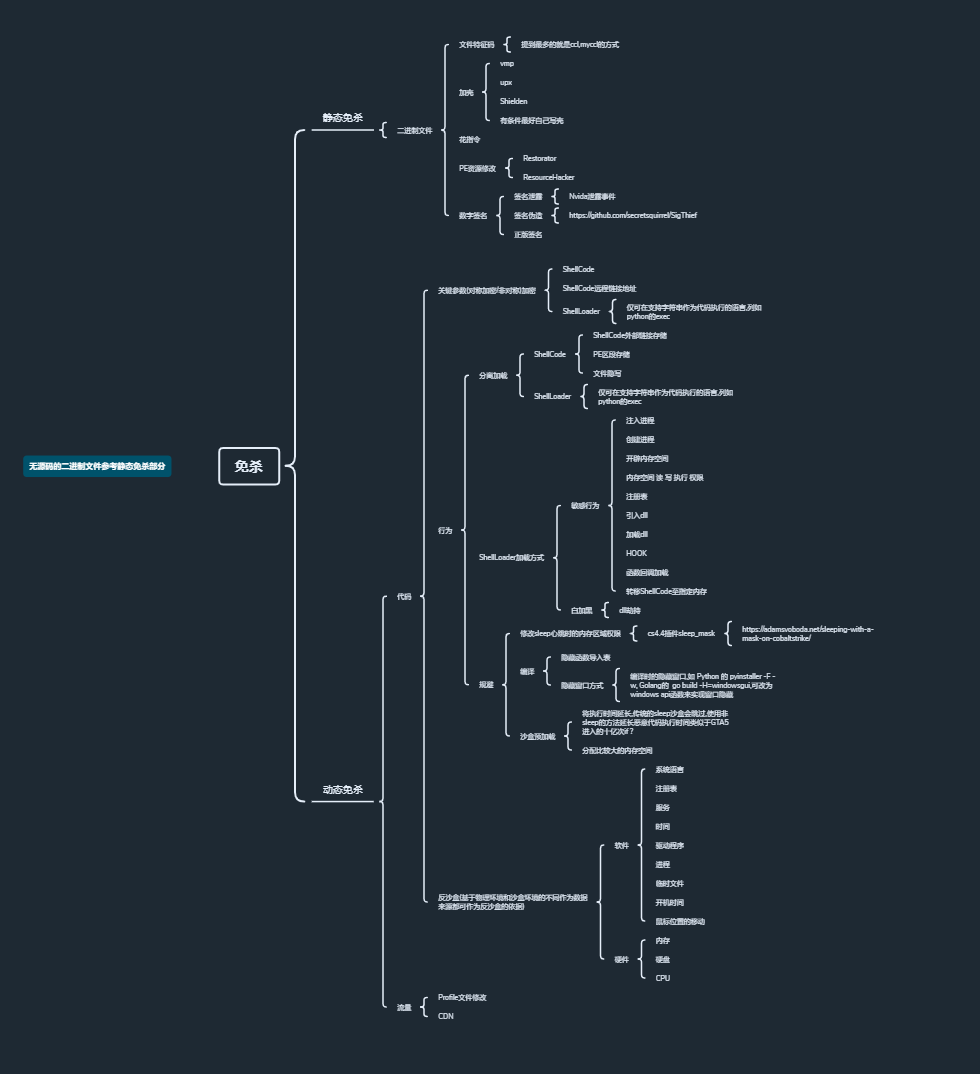 文件特征码
提到最多的就是ccl,myccl的方式
vmp
upx
加壳
Shielden
有条件最好自己写壳
静态免杀
二进制文件
花指令
Restorator
PE资源修改
ResourceHacker
签名泄露
Nvida泄露事件
数字签名
签名伪造
https://github.com/secretsquirrel/SigThief
正版签名
ShellCode
关键参数(对称加密/非对称)加密
ShellCode远程链接地址
ShellLoader
仅可在支持字符串作为代码执行的语言,列如
python的exec
ShellCode外部链接存储
ShellCode
PE区段存储
分离加载
文件隐写
ShellLoader
仅可在支持字符串作为代码执行的语言,列如
python的exec
注入进程
创建进程
开辟内存空间
无源码的二进制文件参考静态免杀部分
免杀
内存空间 读 写 执行 权限
注册表
敏感行为
引入dll
行为
加载dll
ShellLoader加载方式
HOOK
函数回调加载
转移ShellCode至指定内存
代码
白加黑
dll劫持
修改sleep心跳时的内存区域权限
cs4.4插件sleep_mask
https://adamsvoboda.net/sleeping-with-a-
mask-on-cobaltstrike/
隐藏函数导入表
编译
规避
隐藏窗口方式
编译时的隐藏窗口,如 Python 的 pyinstaller -F -
w, Golang的 go build -H=windowsgui,可改为
windows api函数来实现窗口隐藏
将执行时间延长,传统的sleep沙盒会跳过,使用非
sleep的方法延长恶意代码执行时间类似于GTA5
进入的十亿次if？
沙盒预加载
分配比较大的内存空间
系统语言
动态免杀
注册表
服务
时间
软件
驱动程序
进程
临时文件
反沙盒(基于物理环境和沙盒环境的不同作为数据
来源都可作为反沙盒的依据)
开机时间
鼠标位置的移动
内存
硬件
硬盘
CPU
Profile文件修改
流量
CDN